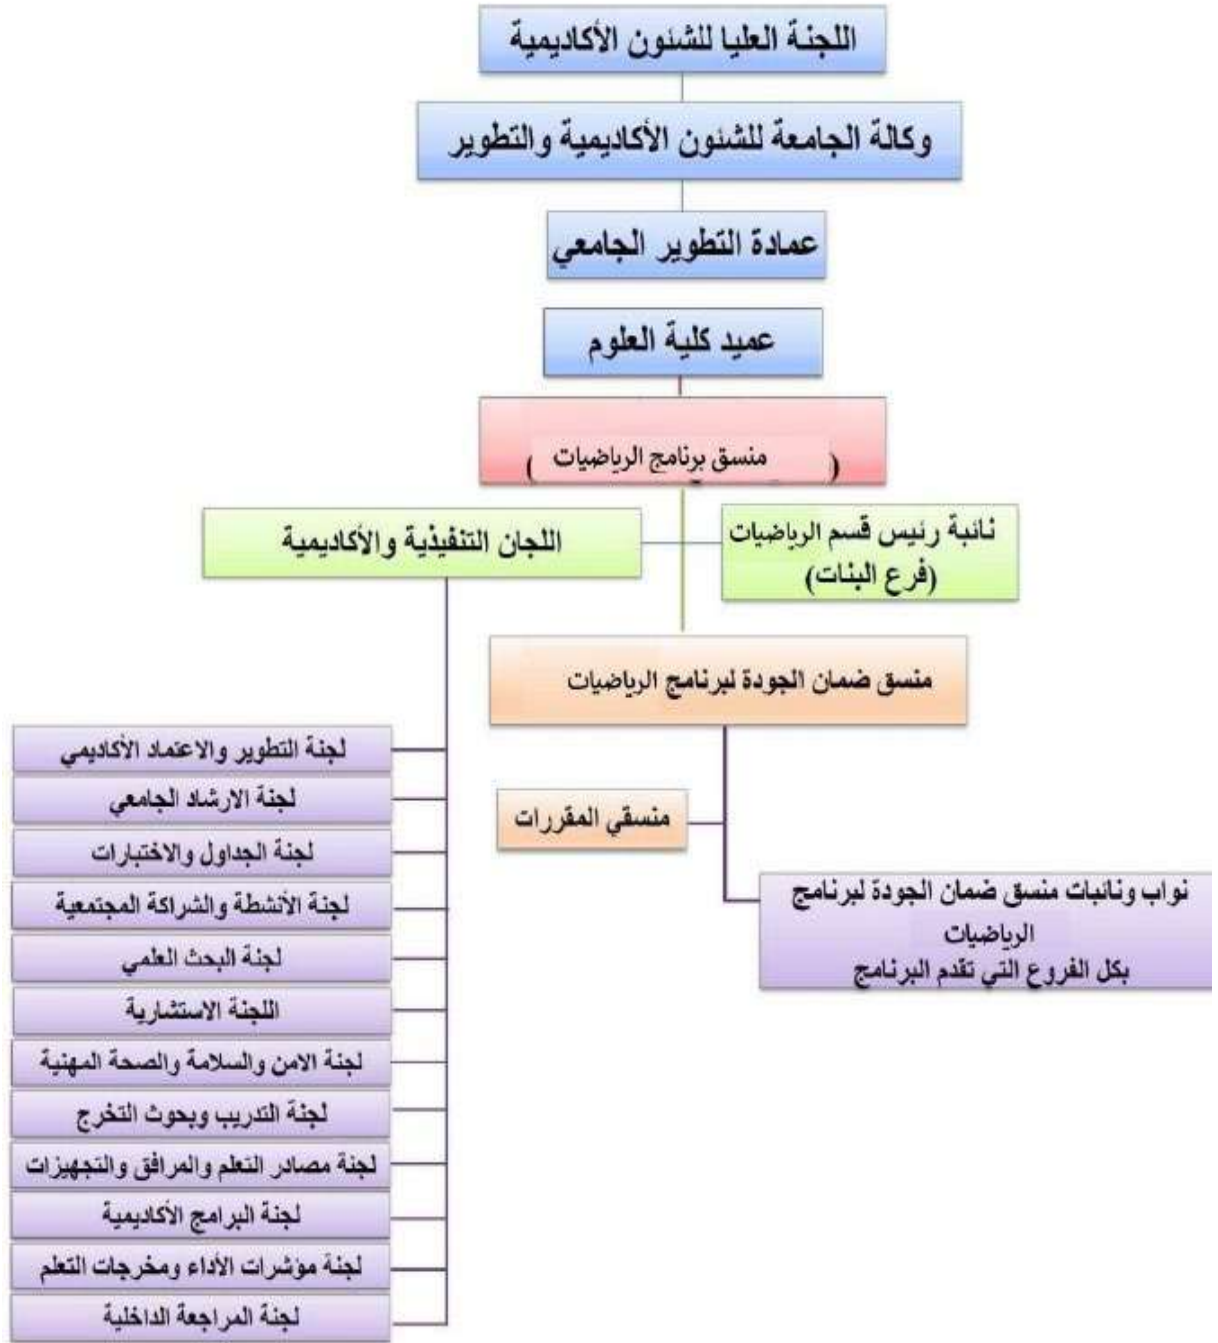 اللجنة العليا للشئون الأكاديمية
وكالة الجامعة للشئون الأكاديمية والتطوير
عمادة التطوير الجامعي
عميد كلية العلوم
( منسق برنامج الرياضيات )
نائبة رئيس قسم الرياضيات
(فرع البنات)
اللجان التنفيذية والأكاديمية
منسق ضمان الجودة لبرنامج الرياضيات
منسقي المقررات
نواب ونائبات منسق ضمان الجودة لبرنامج
الرياضيات
بكل الفروع التي تقدم البرنامج
لجنة التطوير والاعتماد الأكاديمي
لجنة الارشاد الجامعي
لجنة الجداول والاختبارات
لجنة الأنشطة والشراكة المجتمعية
لجنة البحث العلمي
اللجنة الاستشارية
لجنة الامن والسلامة والصحة المهنية
لجنة التدريب وبحوث التخرج
لجنة مصادر التعلم والمرافق والتجهيزات
لجنة البرامج الأكاديمية
لجنة مؤشرات الأداء ومخرجات التعلم
لجنة المراجعة الداخلية